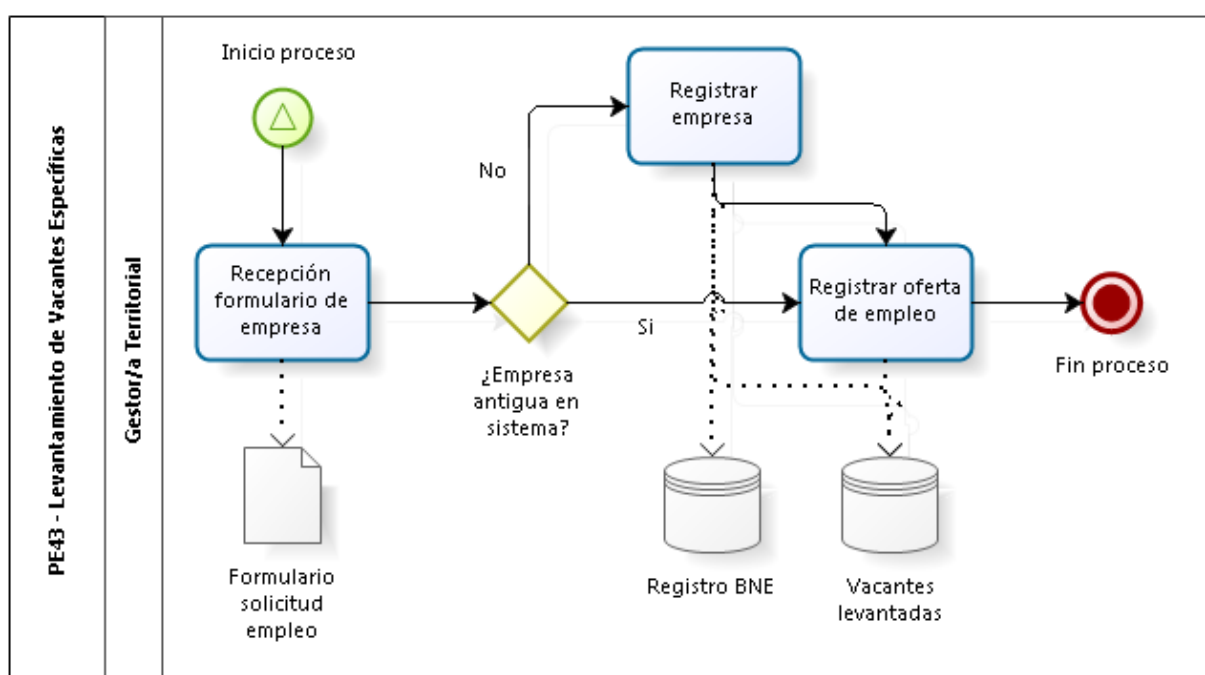 PE43 - Levantamiento de Vacantes Específicas
Gestor/a Territorial
Inicio proceso
Registrar
empresa
No
Recepción
formulario de
empresa
Si
Registrar oferta
de empleo
¿Empresa
antigua en
sistema?
Fin proceso
Formulario
solicitud
empleo
Registro BNE
Vacantes
levantadas